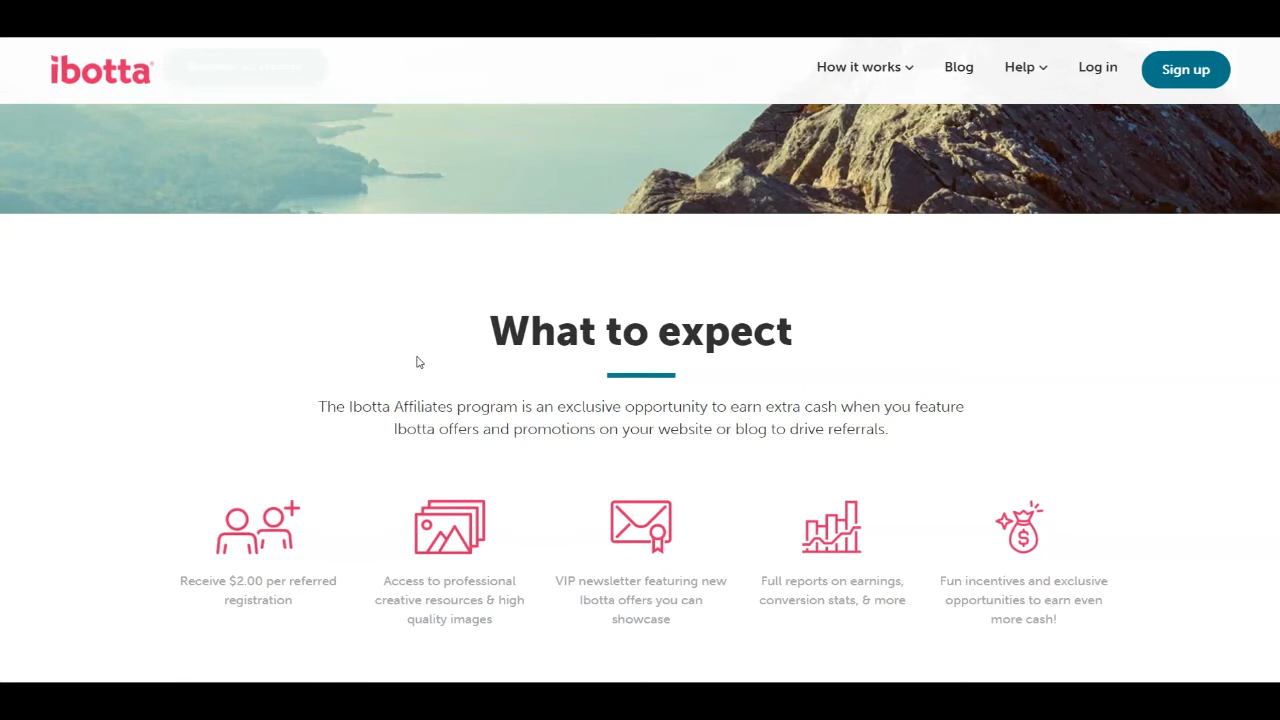 ibotta
How it works
Blog
Help
Log in
Sign up
What to expect
The Ibotta Affiliates program is an exclusive opportunity to earn extra cash when you feature
Ibotta offers and promotions on your website or blog to drive referrals.
Receive $2.00 per referred
registration
Access to professional
creative resources & high
quality images
VIP newsletter featuring new
Ibotta offers you can
showcase
Full reports on earnings,
conversion stats, & more
Fun incentives and exclusive
opportunities to earn even
more cash!